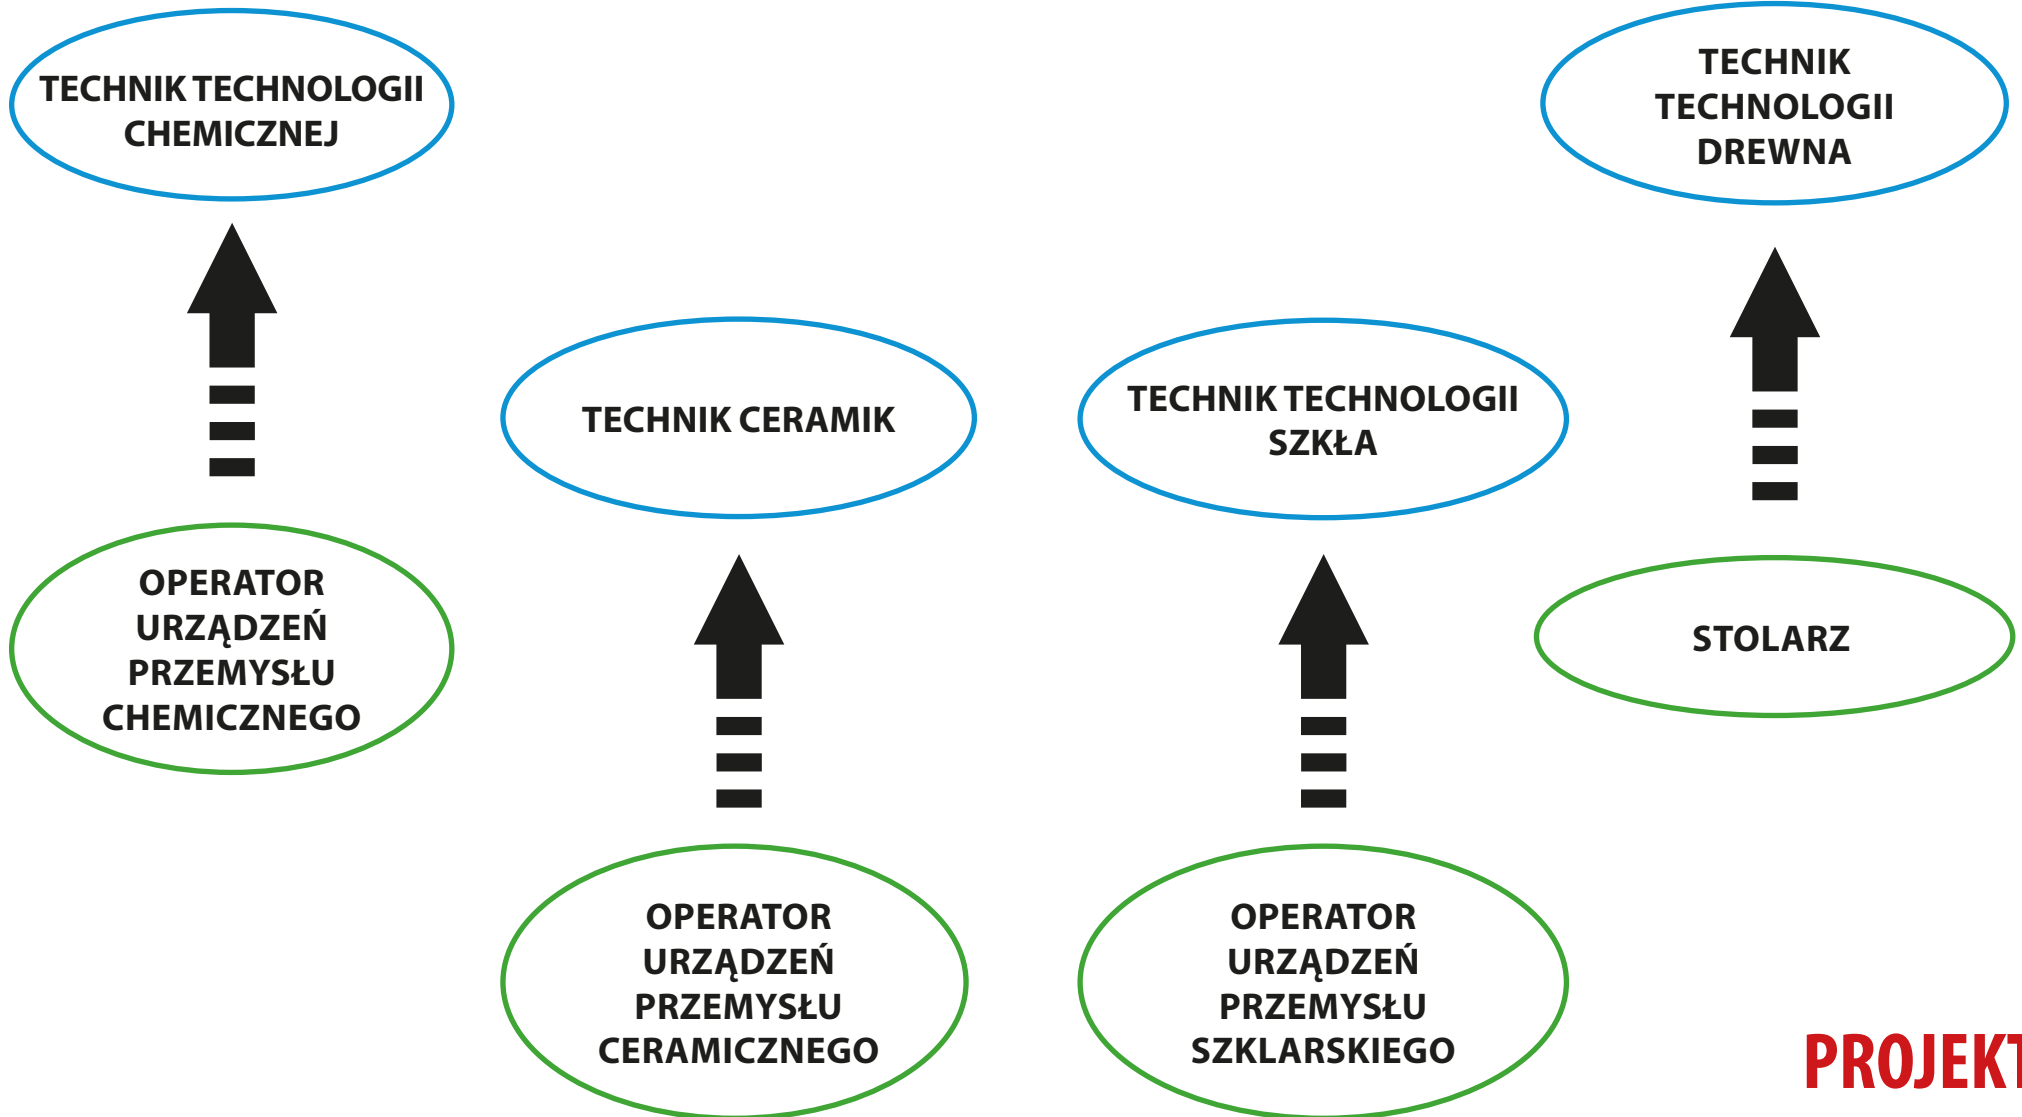 TECHNIK TECHNOLOGII
CHEMICZNEJ
TECHNIK
TECHNOLOGII
DREWNA
TECHNIK CERAMIK
TECHNIK TECHNOLOGII
SZKŁA
OPERATOR
URZĄDZEŃ
PRZEMYSŁU
CHEMICZNEGO
STOLARZ
OPERATOR
URZĄDZEŃ
PRZEMYSŁU
CERAMICZNEGO
OPERATOR
URZĄDZEŃ
PRZEMYSŁU
SZKLARSKIEGO
PROJEKT